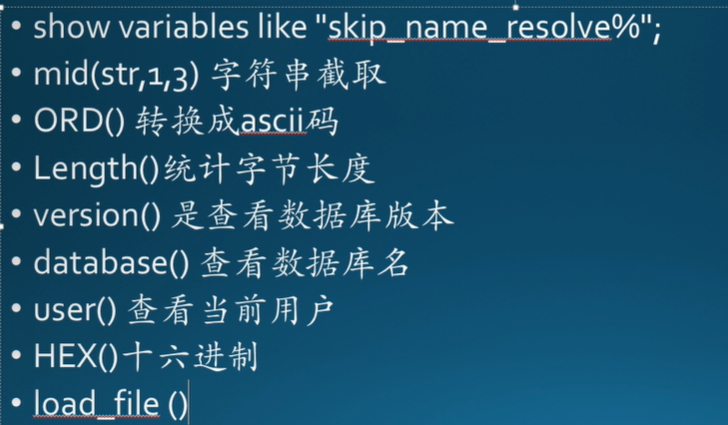 • show variables like "skip_name_resolve%";
• mid(str,1,3) 字符串截取
• ORD() 转换成ascii码
• Length()统计字节长度
• version() 是查看数据库版本
• database() 查看数据库名
• user() 查看当前用户
• HEX()十六进制
• load_file ()